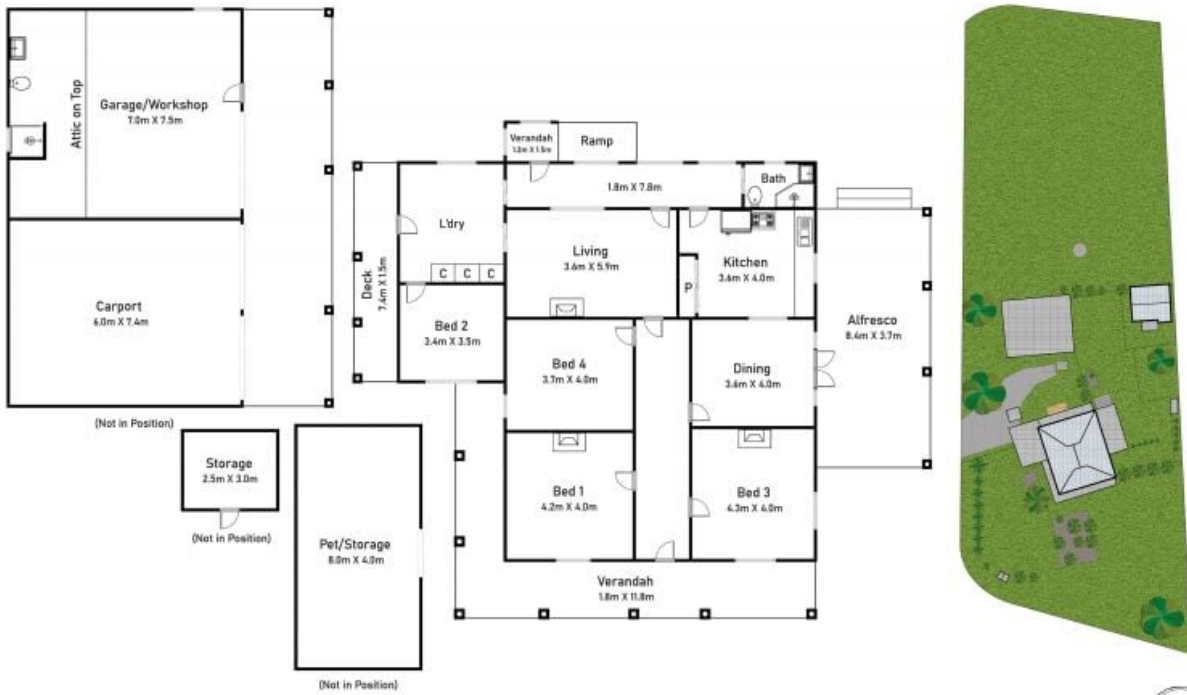 Attic on Top
Garage/Workshop
7.0m X 7.5m
Carport
6.0m X 7.4m
(Not in Position)
Storage
2.5m X 3.0m
(Not in Position)
Pet/Storage
8.0m X 4.0m
(Not in Position)
Deck
7.4m X 1.5m
Verandah
Ramp
1.8m X 7.8m
Bath
L'dry
C C C
Living
3.6m X 5.9m
P
Kitchen
3.6m X 4.0m
Bed 2
3.4m X 3.5m
Bed 4
3.7m X 4.0m
Dining
3.6m X 4.0m
Alfresco
8.4m X 3.7m
Bed 1
4.2m X 4.0m
Bed 3
4.3m X 4.0m
Verandah
1.8m X 11.8m